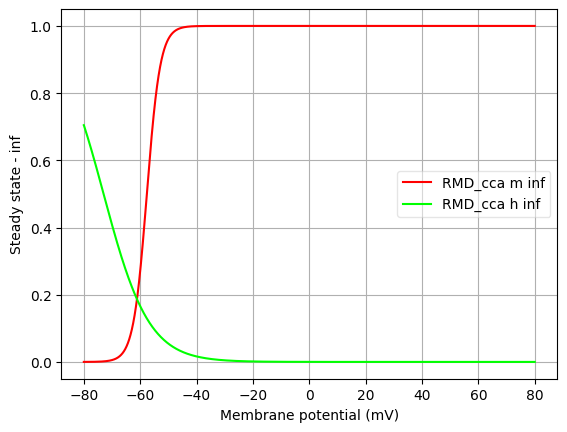 1.0
0.8
0.6
0.4
0.2
0.0
Steady state - inf
RMD_cca m inf
RMD_cca h inf
−80 −60 −40 −20 0 20 40 60 80
Membrane potential (mV)